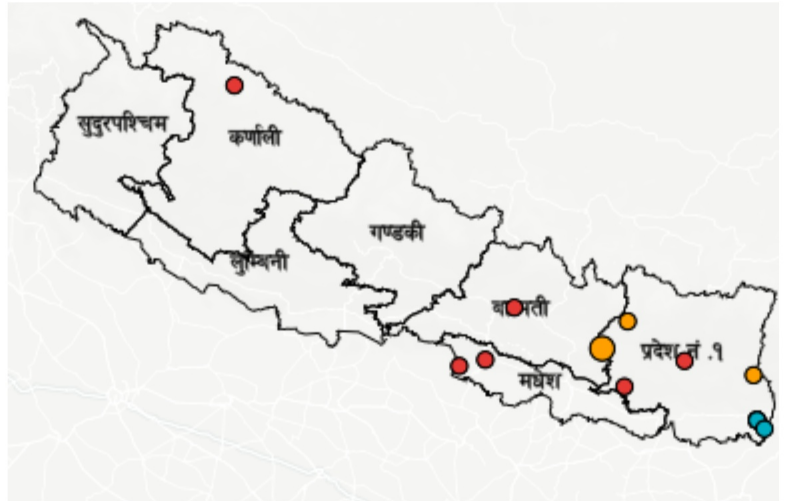 सुदुरपश्चिम
कर्णाली
गण्डकी
लुम्बिनी
प्रदेश नं .१
मधेश